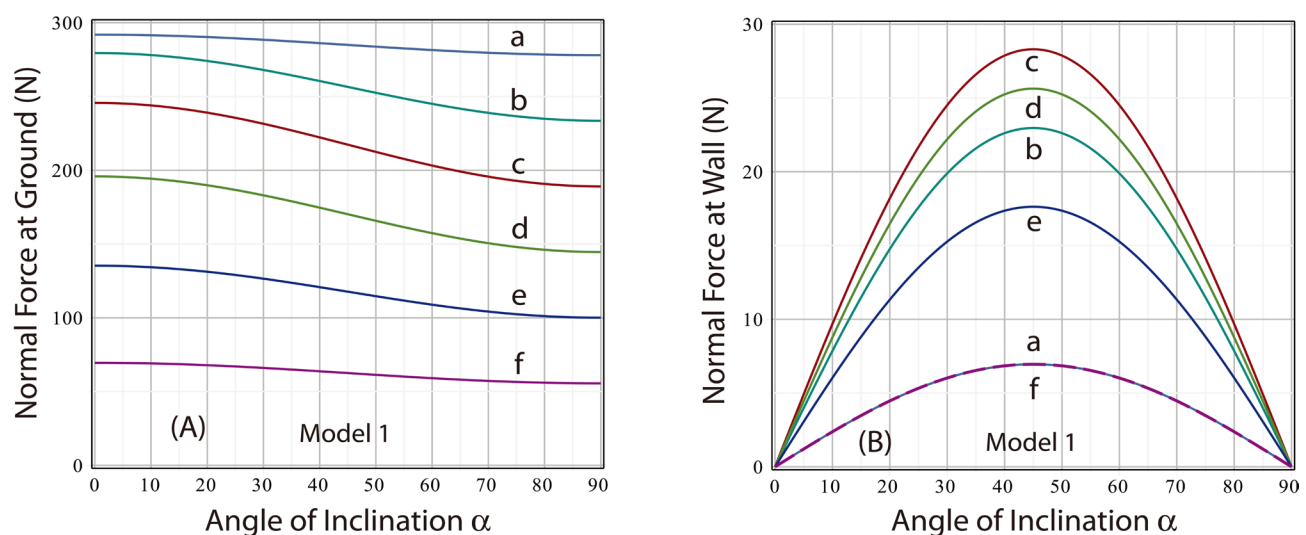 Normal Force at Ground (N)
300
200
100
0
a
b
c
d
e
f
(A)
Model 1
0 10 20 30 40 50 60 70 80 90
Angle of Inclination α
Normal Force at Wall (N)
30
20
10
0
c
d
b
e
a
f
(B)
Model 1
0 10 20 30 40 50 60 70 80 90
Angle of Inclination α